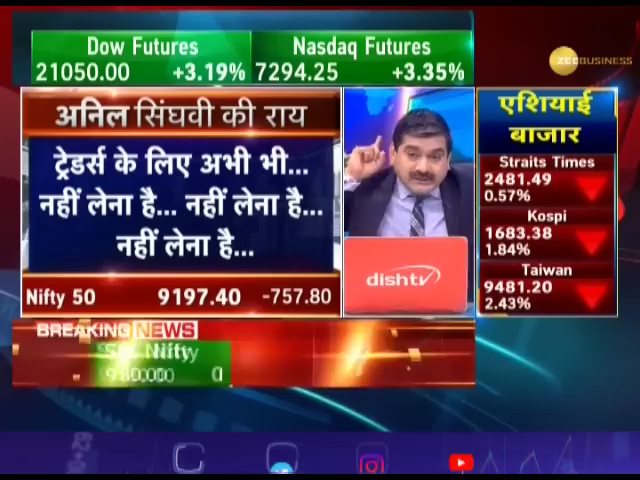 Dow Futures
21050.00 +3.19%
Nasdaq Futures
7294.25 +3.35%
ZEEBUSINESS
अनिल सिंघवी की राय
ट्रेडर्स के लिए अभी भी...
नहीं लेना है... नहीं लेना है...
नहीं लेना है...
Nifty 50 9197.40 -757.80
dishtv
एशियाई
बाजार
Straits Times
2481.49
0.57%
Kospi
1683.38
1.84%
Taiwan
9481.20
2.43%
BREAKING NEWS
Nifty